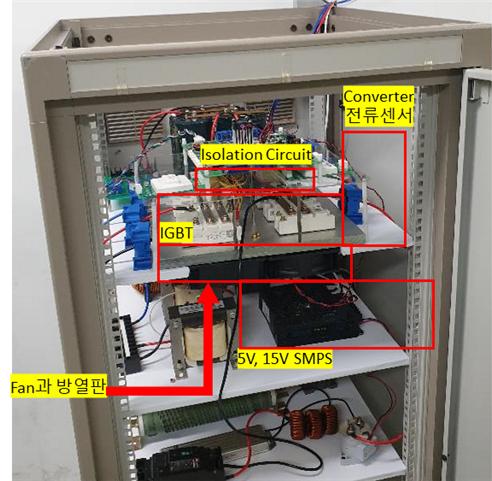 Converter
전류센서
Isolation Circuit
IGBT
5V, 15V SMPS
Fan과 방열판